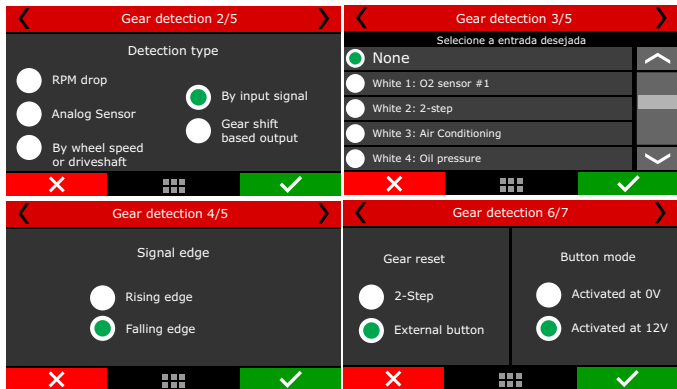 Gear detection 2/5
Detection type
RPM drop
Analog Sensor
By wheel speed
or driveshaft
By input signal
Gear shift
based output
Gear detection 3/5
Selecione a entrada desejada
None
White 1: O2 sensor #1
White 2: 2-step
White 3: Air Conditioning
White 4: Oil pressure
Gear detection 4/5
Signal edge
Rising edge
Falling edge
Gear detection 6/7
Gear reset
2-Step
External button
Button mode
Activated at 0V
Activated at 12V